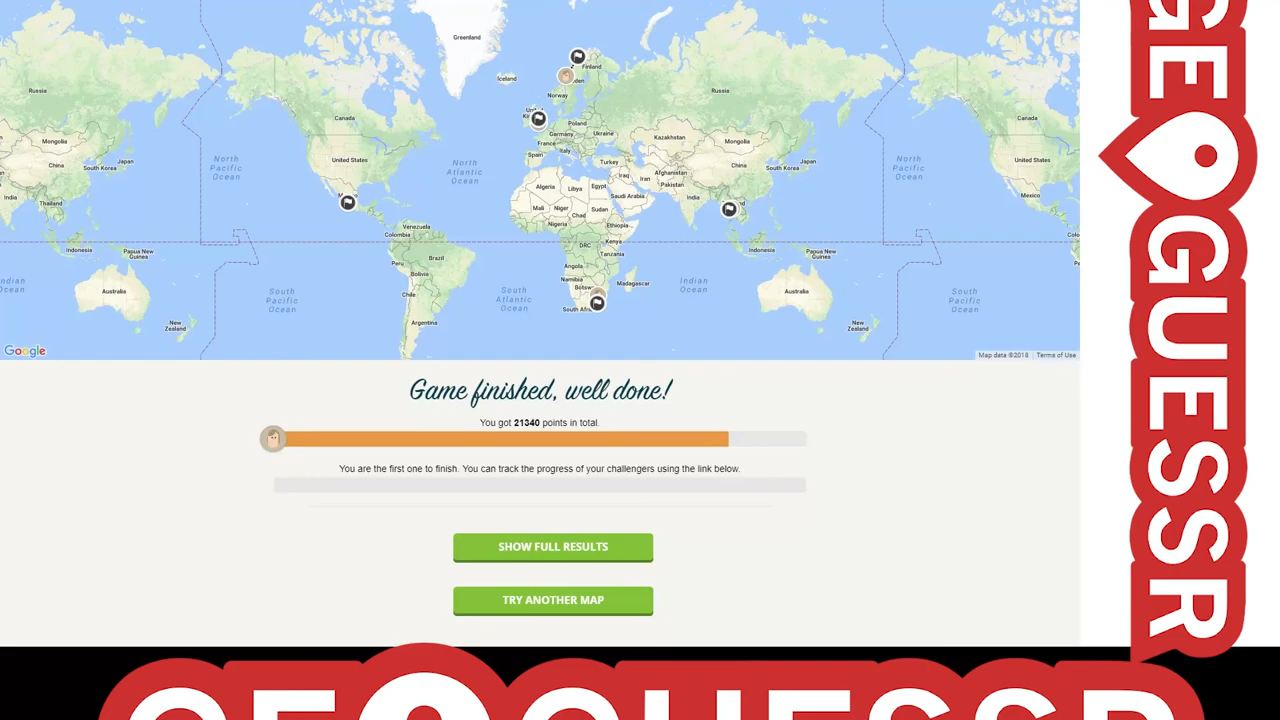 Greenland
Russia
Iceland
Finland
Russia
Norway
Canada
Poland
Germany
Ukraine
Kazakhstan
Canada
France
Mongolia
Spain
Mongolia
Turkey
North Pacific Ocean
United States
North Atlantic Ocean
China
South Korea
Japan
Iraq
Iran
Afghanistan
Pakistan
China
South Korea
Japan
North Pacific Ocean
United States
Algeria
Libya
Egypt
Saudi Arabia
India
Thailand
India
Mexico
Mali
Niger
Chad
Sudan
Nigeria
Ethiopia
Venezuela
Colombia
DRC
Kenya
Tanzania
Indonesia
Papua New Guinea
Indonesia
Papua New Guinea
Peru
Brazil
Bolivia
Angola
Namibia
Madagascar
Indian Ocean
Australia
South Pacific Ocean
Chile
South Atlantic Ocean
Australia
South Pacific Ocean
Argentina
New Zealand
New Zealand
Google
Map data ©2018
Terms of Use
Game finished, well done!
You got 21340 points in total.
You are the first one to finish. You can track the progress of your challengers using the link below.
SHOW FULL RESULTS
TRY ANOTHER MAP
GEOGUESSR
GEOGUESSR